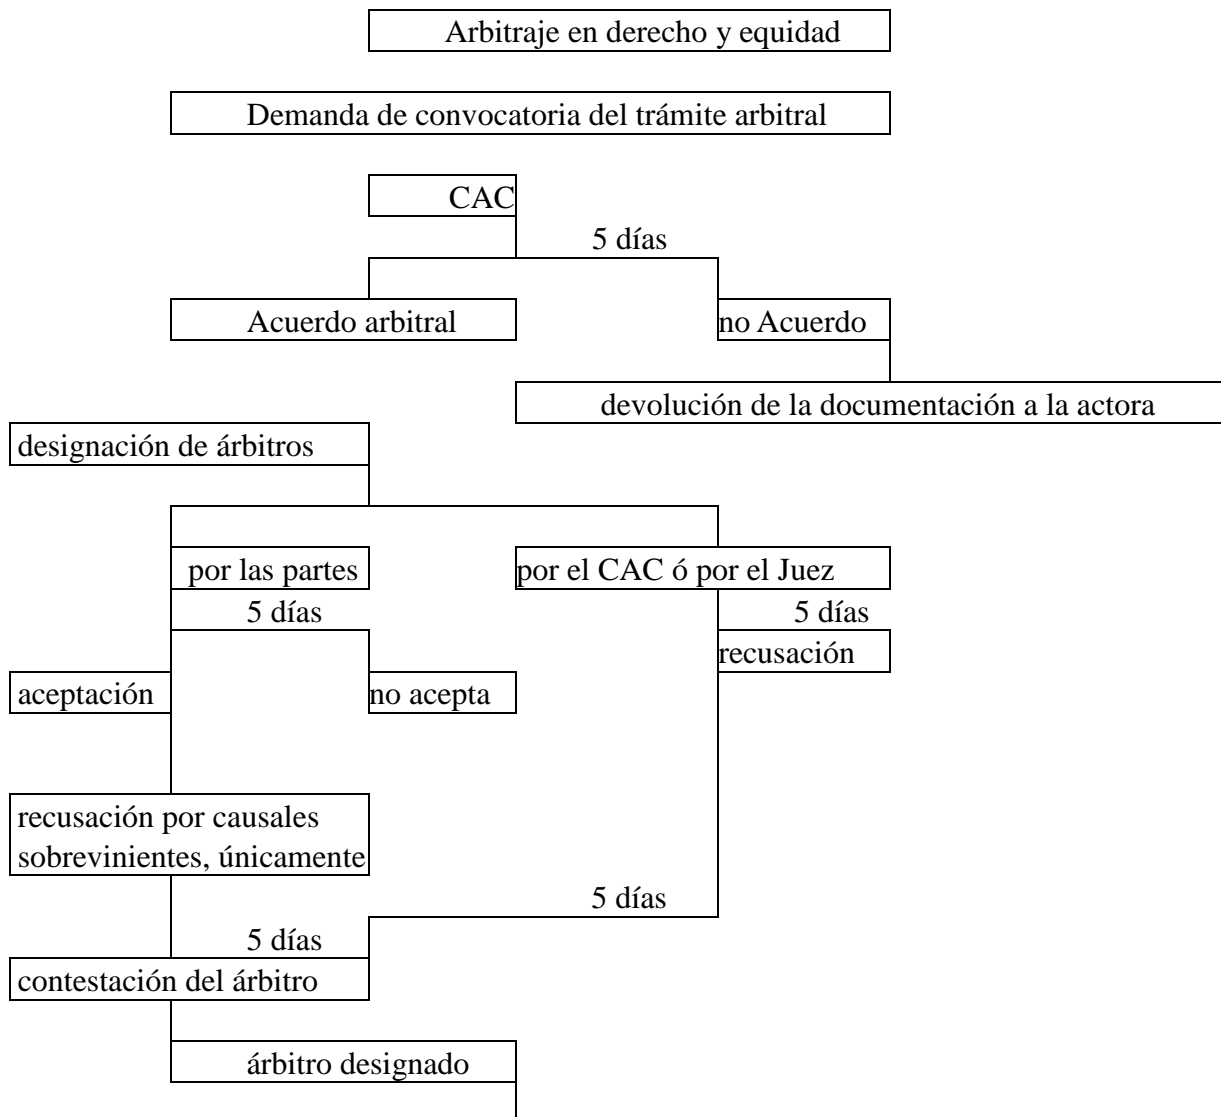 Arbitraje en derecho y equidad
Demanda de convocatoria del trámite arbitral
CAC
5 días
Acuerdo arbitral
no Acuerdo
devolución de la documentación a la actora
designación de árbitros
por las partes
por el CAC ó por el Juez
5 días
5 días
recusación
aceptación
no acepta
recusación por causales
sobrevinientes, únicamente
5 días
5 días
contestación del árbitro
árbitro designado